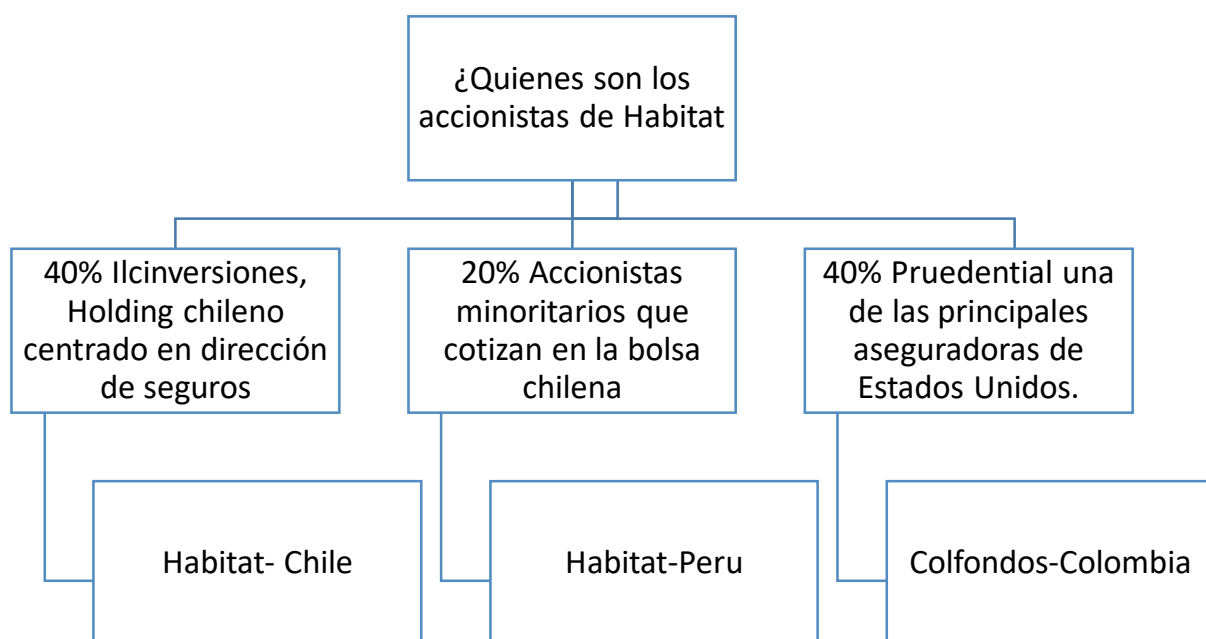 ¿Quienes son los
accionistas de Habitat
40% Ilcinversiones,
Holding chileno
centrado en dirección
de seguros
20% Accionistas
minoritarios que
cotizan en la bolsa
chilena
40% Pruedential una
de las principales
aseguradoras de
Estados Unidos.
Habitat- Chile
Habitat-Peru
Colfondos-Colombia